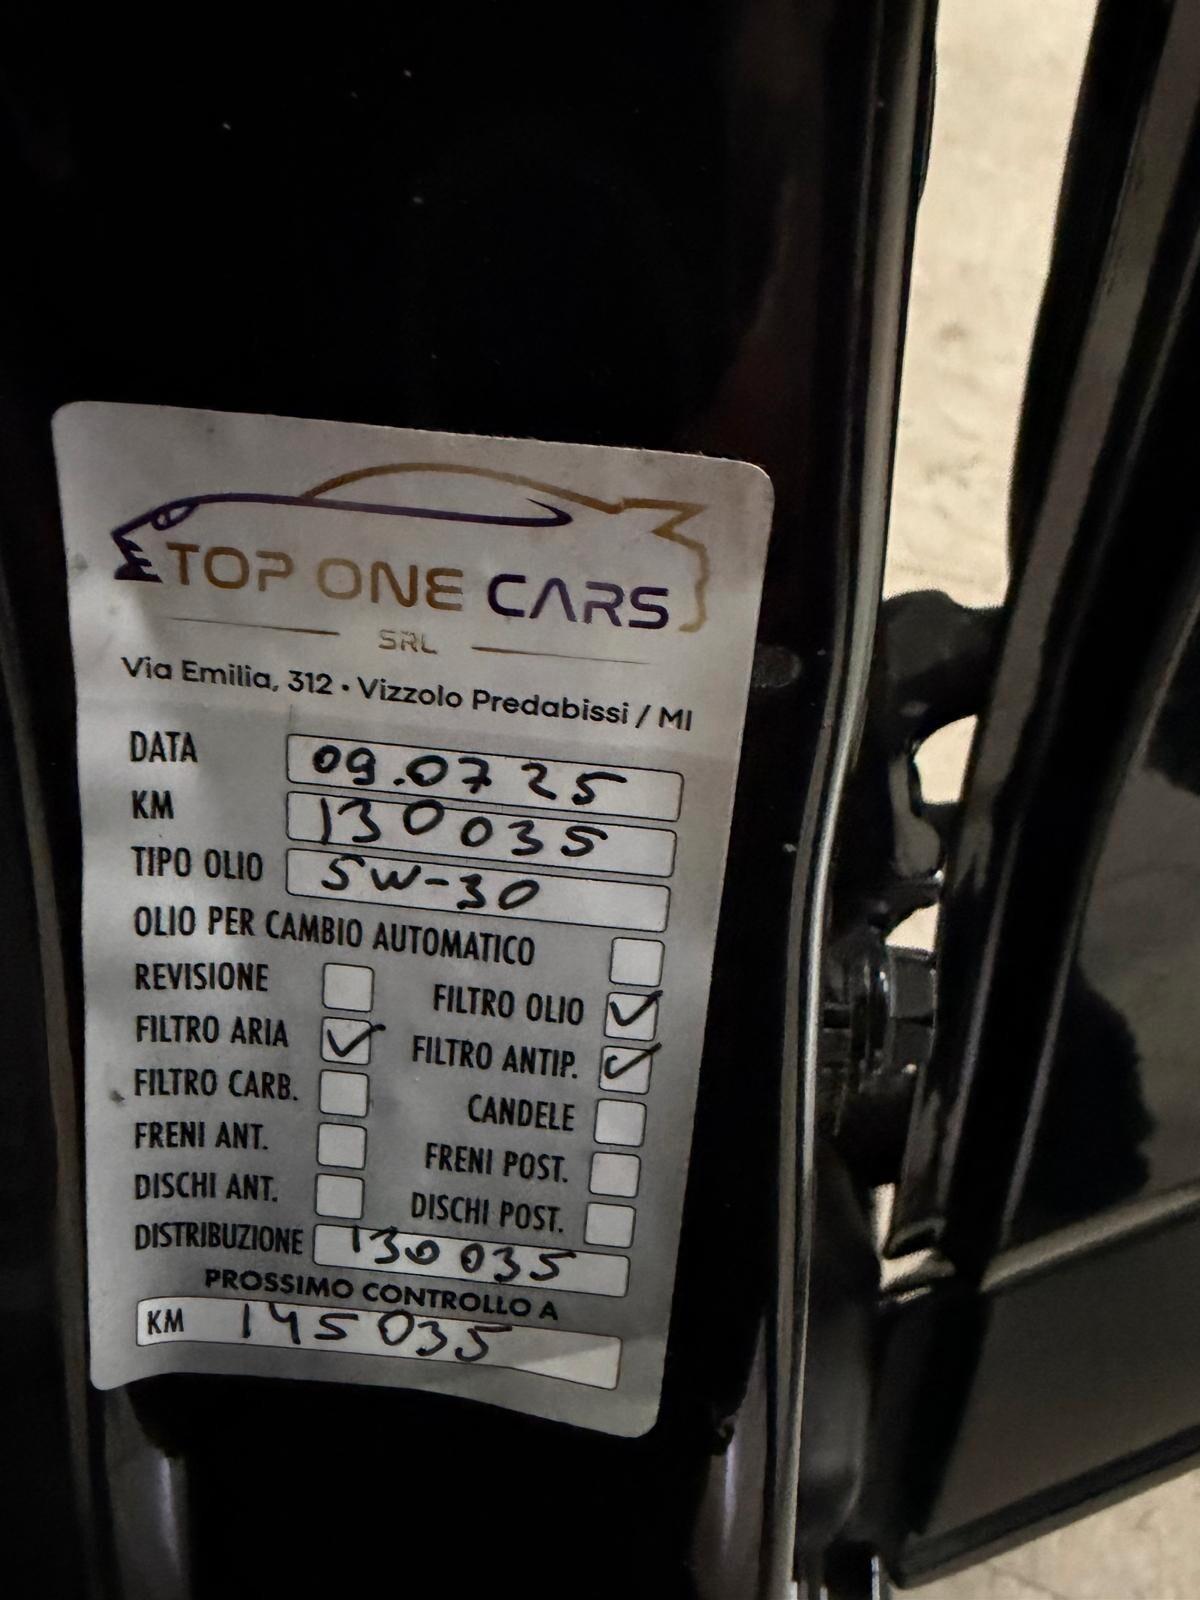 TOP ONE CARS
SRL
Via Emilia, 312 • Vizzolo Predabissi / MI
DATA 09.07 25
KM 130035
TIPO OLIO 5W-30
OLIO PER CAMBIO AUTOMATICO
REVISIONE FILTRO OLIO ✓
FILTRO ARIA ✓ FILTRO ANTIP. ✓
FILTRO CARB. CANDELE
FRENI ANT. FRENI POST.
DISCHI ANT. DISCHI POST.
DISTRIBUZIONE 130035
PROSSIMO CONTROLLO A
KM 145035